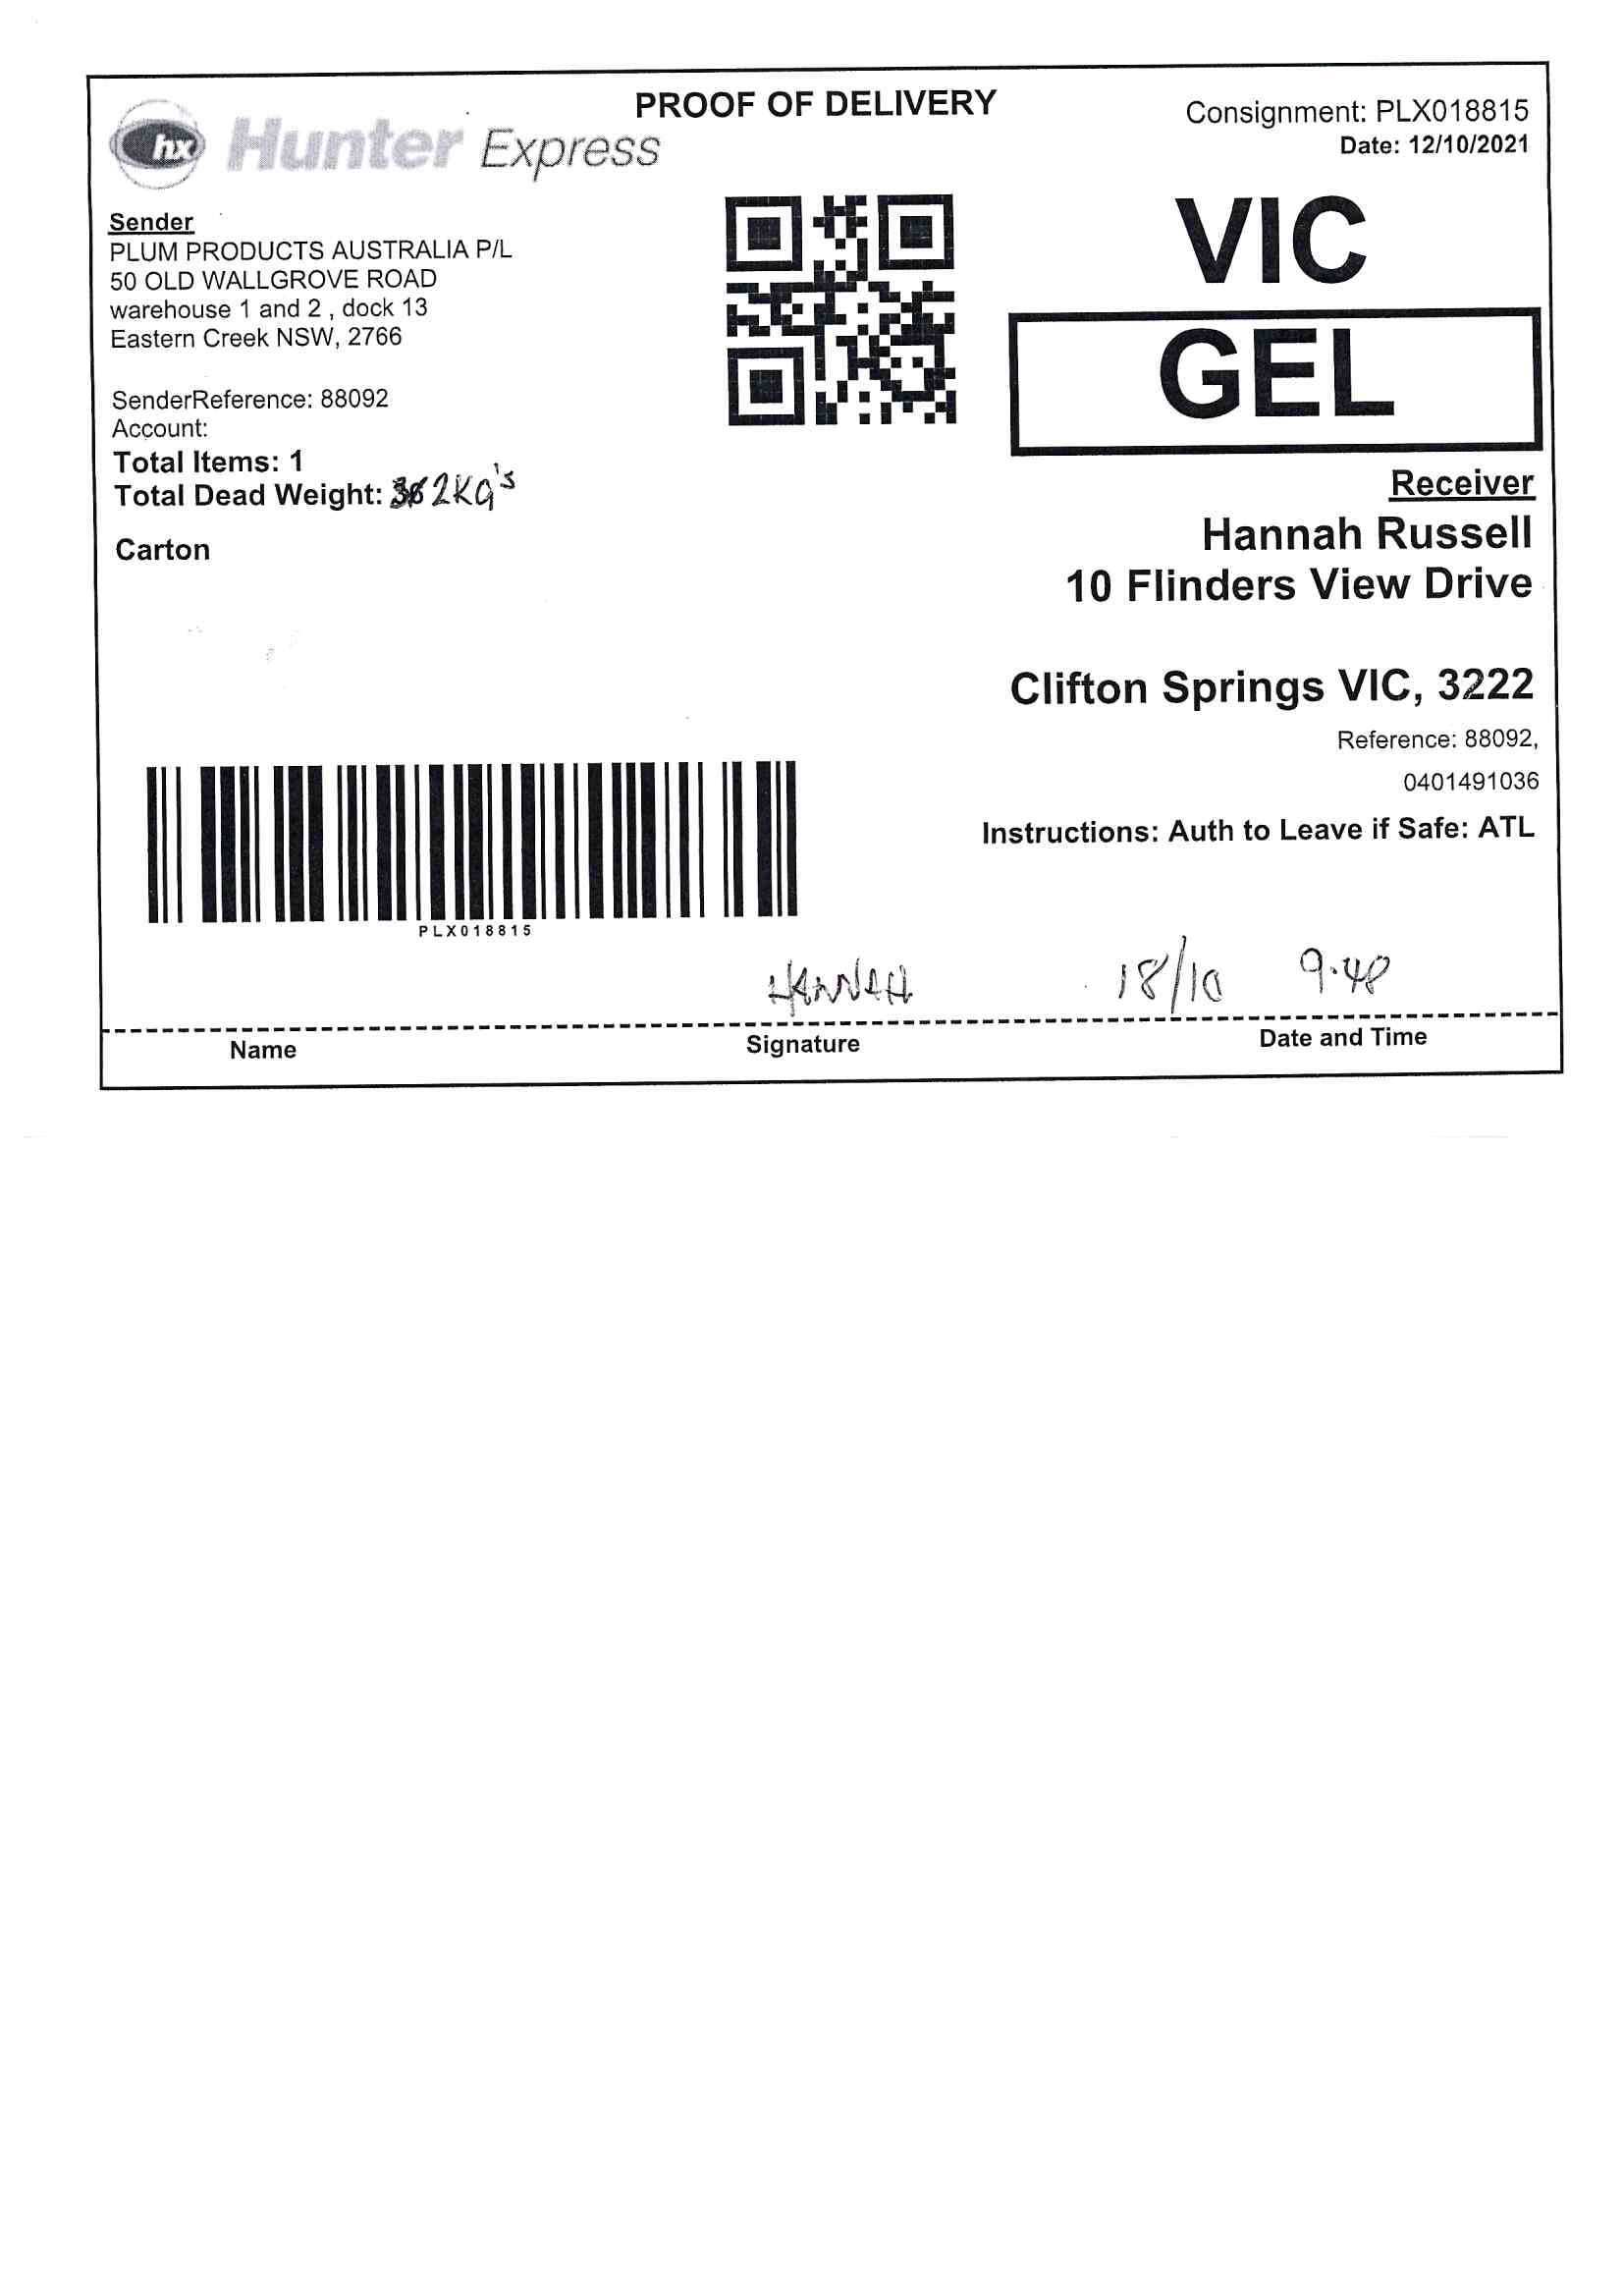 PROOF OF DELIVERY
hx Hunter Express
Consignment: PLX018815
Date: 12/10/2021
Sender
PLUM PRODUCTS AUSTRALIA P/L
50 OLD WALLGROVE ROAD
warehouse 1 and 2 , dock 13
Eastern Creek NSW, 2766
SenderReference: 88092
Account:
Total Items: 1
Total Dead Weight: 2KG's
Carton
VIC
GEL
Receiver
Hannah Russell
10 Flinders View Drive
Clifton Springs VIC, 3222
Reference: 88092,
0401491036
Instructions: Auth to Leave if Safe: ATL
PLX018815
HANNAH 18/10
Name Signature Date and Time